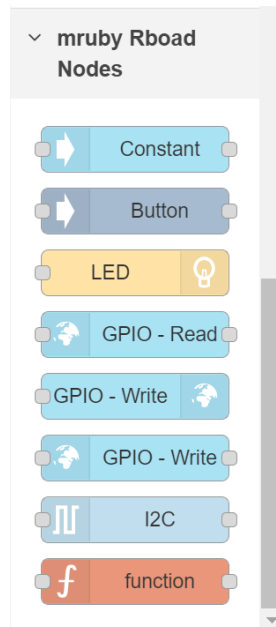 mruby Rboad
Nodes
Constant
Button
LED
GPIO - Read
GPIO - Write
GPIO - Write
I2C
function